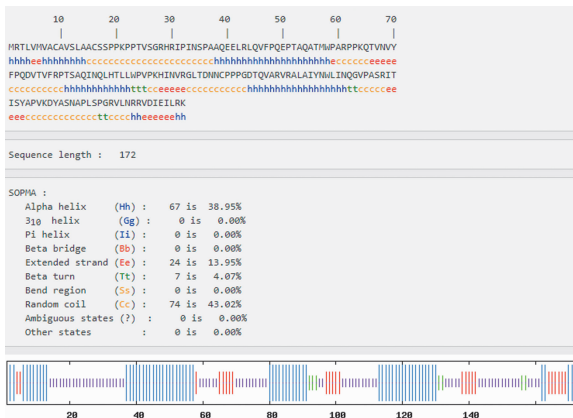 10 20 30 40 50 60 70
| | | | | | |
MRTLVMVACAVSLAACSSPPKPPTVSGRHRIPINSPAAQEELRLQVFPQEPTAQATMWPARPPKQTVNVY
hhhheehhhhhhhccccccccccccccccccccccchhhhhhhhhhhhhhhhhhhhheccccccceeeee
FPQDVTVFRPTSAQINQLHTLLWPVPKHINVRGLTDNNCPPPGDTQVARVRALAIYNWLINQGVPASRIT
ccccccccchhhhhhhhhhhhtttcceeeeeccccccccccchhhhhhhhhhhhhhhhhhttcccccee
ISYAPVKDYASNAPLSPGRVLNRRVDIEILRK
eeeccccccccccccttcccchheeeeeehh
Sequence length : 172
SOPMA :
Alpha helix (Hh) : 67 is 38.95%
3₁₀ helix (Gg) : 0 is 0.00%
Pi helix (Ii) : 0 is 0.00%
Beta bridge (Bb) : 0 is 0.00%
Extended strand (Ee) : 24 is 13.95%
Beta turn (Tt) : 7 is 4.07%
Bend region (Ss) : 0 is 0.00%
Random coil (Cc) : 74 is 43.02%
Ambiguous states (?) : 0 is 0.00%
Other states : 0 is 0.00%
20 40 60 80 100 120 140